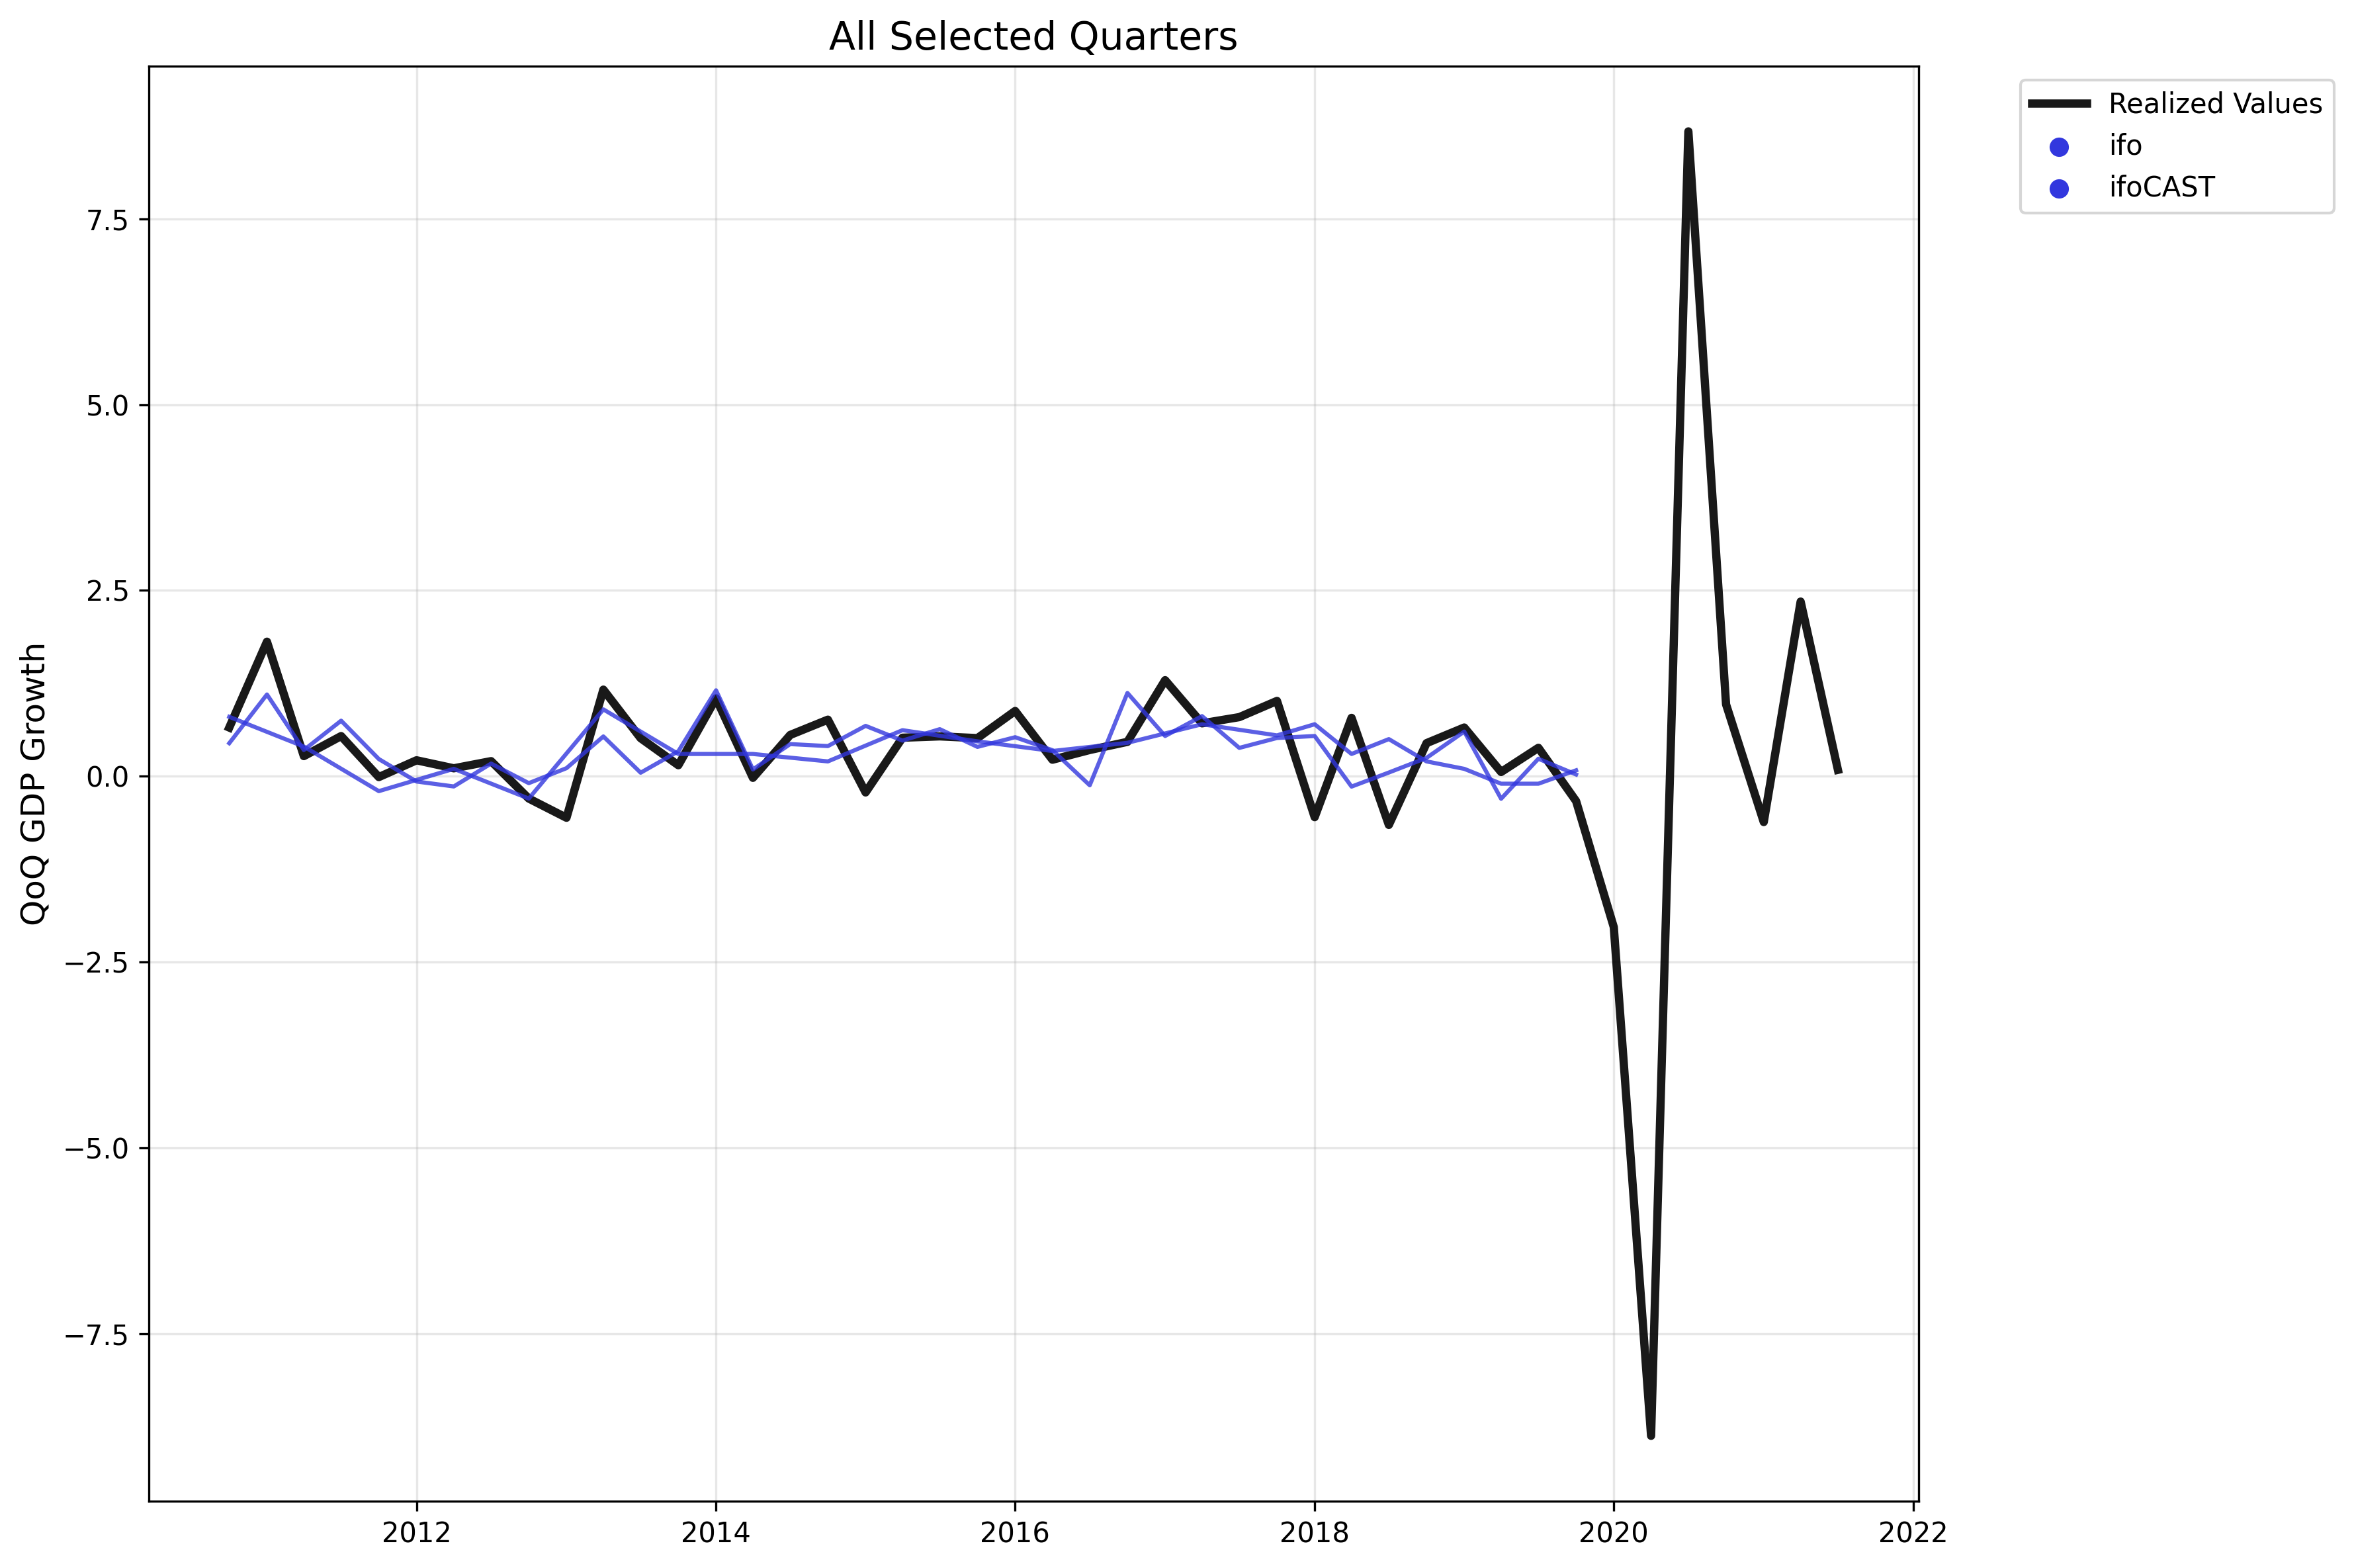 All Selected Quarters
Realized Values
ifo
ifoCAST
QoQ GDP Growth
7.5
5.0
2.5
0.0
−2.5
−5.0
−7.5
2012 2014 2016 2018 2020 2022